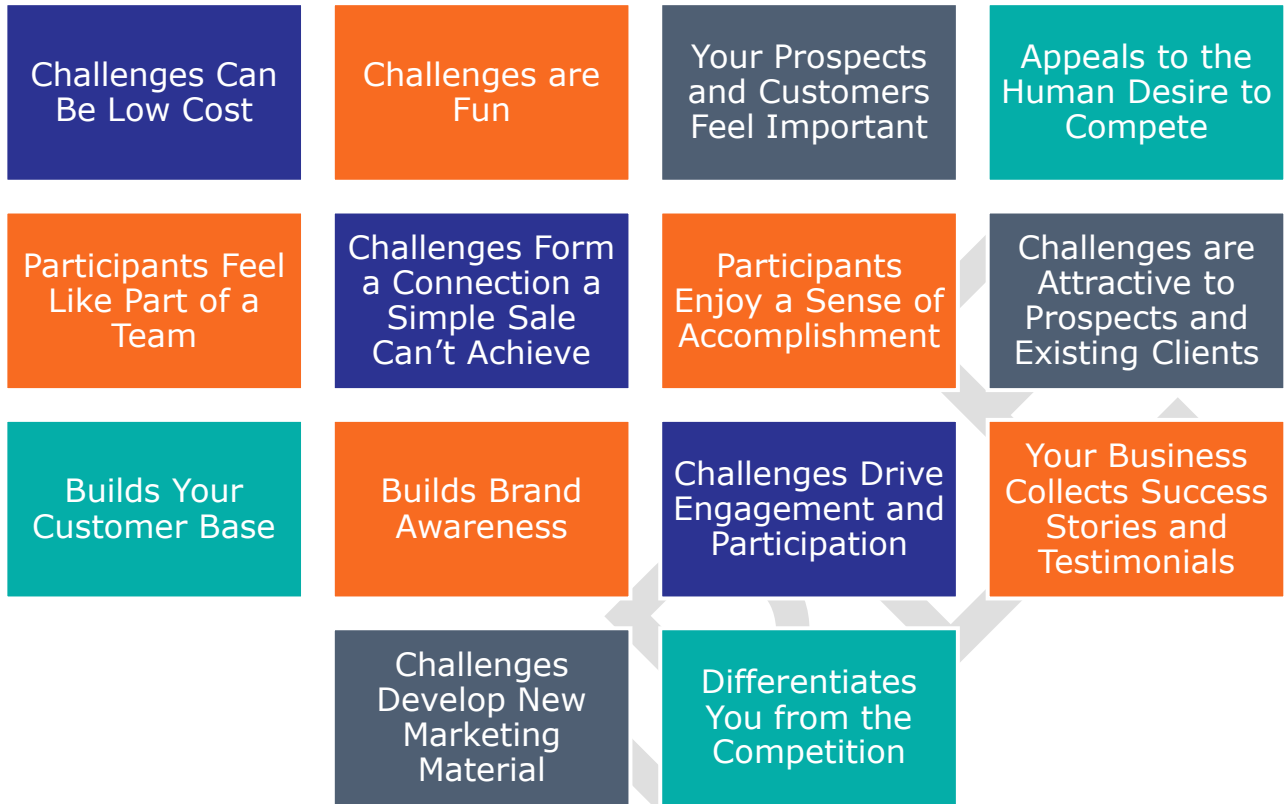 Challenges Can
Be Low Cost
Challenges are
Fun
Your Prospects
and Customers
Feel Important
Appeals to the
Human Desire to
Compete
Participants Feel
Like Part of a
Team
Challenges Form
a Connection a
Simple Sale
Can’t Achieve
Participants
Enjoy a Sense of
Accomplishment
Challenges are
Attractive to
Prospects and
Existing Clients
Builds Your
Customer Base
Builds Brand
Awareness
Challenges Drive
Engagement and
Participation
Your Business
Collects Success
Stories and
Testimonials
Challenges
Develop New
Marketing
Material
Differentiates
You from the
Competition